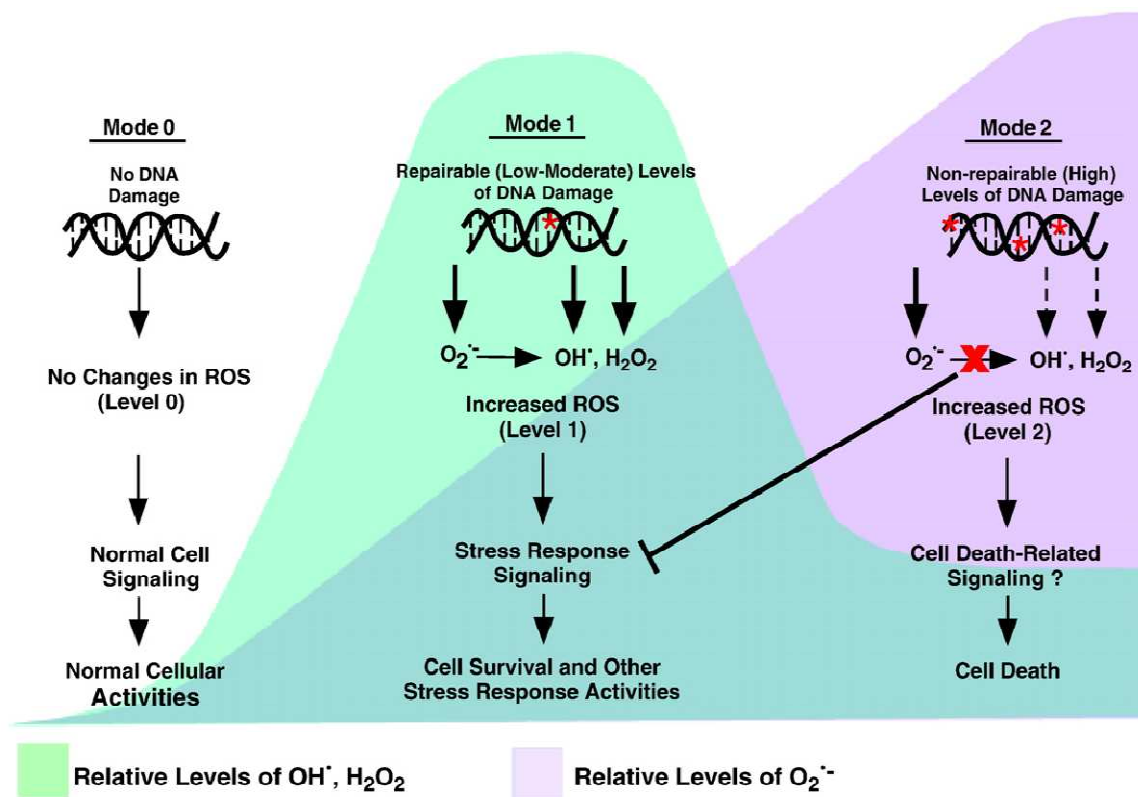 Mode 0
No DNA
Damage
No Changes in ROS
(Level 0)
Normal Cell
Signaling
Normal Cellular
Activities
Mode 1
Repairable (Low-Moderate) Levels
of DNA Damage
O₂˙⁻ OH˙, H₂O₂
Increased ROS
(Level 1)
Stress Response
Signaling
Cell Survival and Other
Stress Response Activities
Mode 2
Non-repairable (High)
Levels of DNA Damage
O₂˙⁻ X OH˙, H₂O₂
Increased ROS
(Level 2)
Cell Death-Related
Signaling ?
Cell Death
Relative Levels of OH˙, H₂O₂
Relative Levels of O₂˙⁻